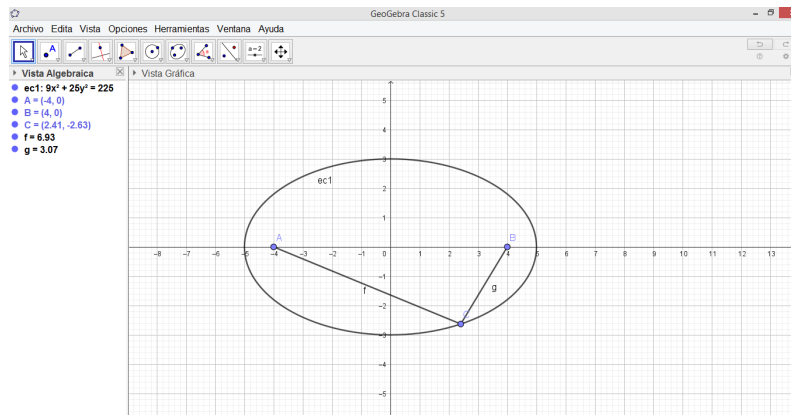 GeoGebra Classic 5
Archivo Edita Vista Opciones Herramientas Ventana Ayuda
A
a=2
Vista Algebraica
Vista Gráfica
ec1: 9x² + 25y² = 225
A = (-4, 0)
B = (4, 0)
C = (2.41, -2.63)
f = 6.93
g = 3.07
5
4
3
ec1
2
1
A
B
-8 -7 -6 -5 -4 -3 -2 -1 0 1 2 3 4 5 6 7 8 9 10 11 12 13
-1
f
g
-2
C
-3
-4
-5